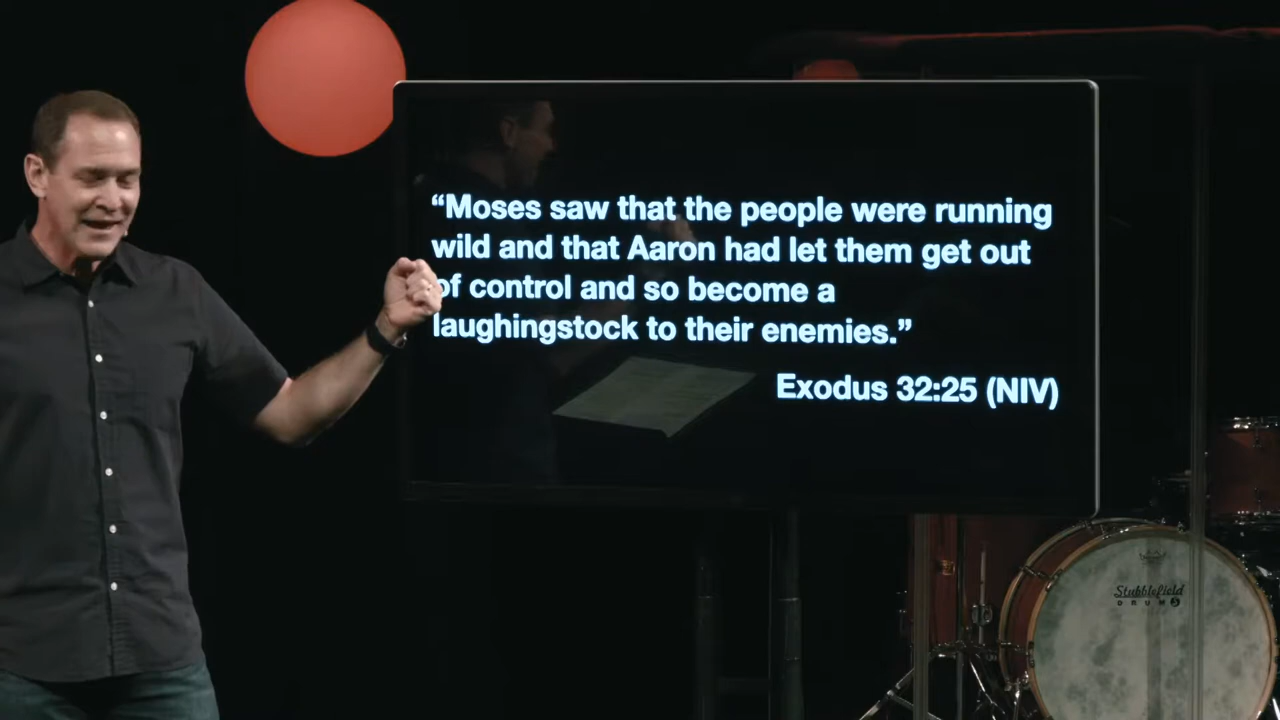 “Moses saw that the people were running
wild and that Aaron had let them get out
of control and so become a
laughingstock to their enemies.”
Exodus 32:25 (NIV)
Stubblefield
DRUMS